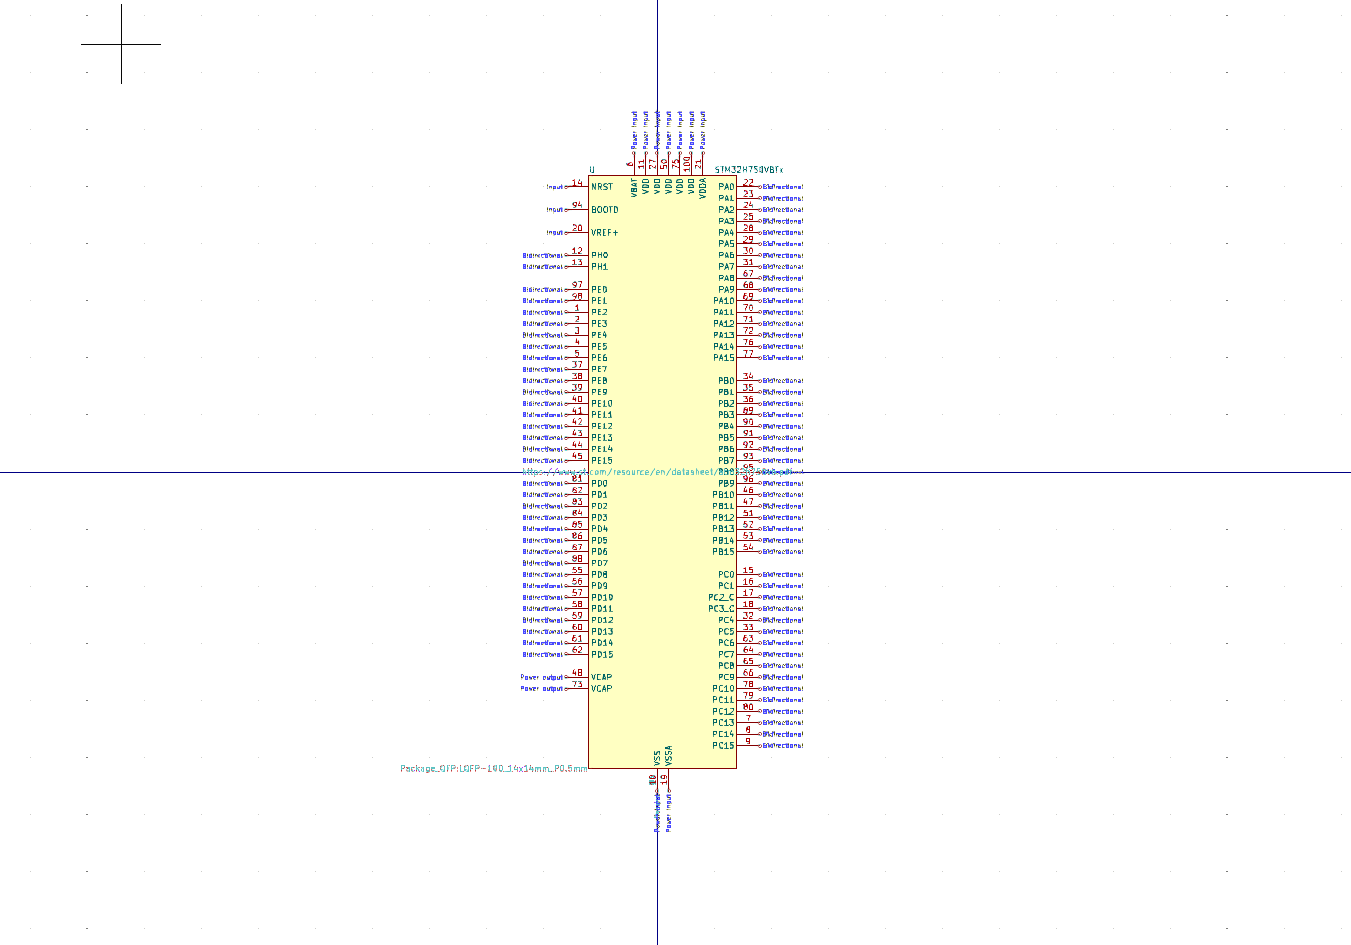 Power input
Power input
Power input
Power input
Power input
Power input
Power input
6
11
27
50
75
100
21
U
STM32H750VBTx
VBAT
VDD
VDD
VDD
VDD
VDD
VDDA
Input 14 NRST
Input 94 BOOT0
Input 20 VREF+
Bidirectional 12 PH0
Bidirectional 13 PH1
Bidirectional 97 PE0
Bidirectional 98 PE1
Bidirectional 1 PE2
Bidirectional 2 PE3
Bidirectional 3 PE4
Bidirectional 4 PE5
Bidirectional 5 PE6
Bidirectional 37 PE7
Bidirectional 38 PE8
Bidirectional 39 PE9
Bidirectional 40 PE10
Bidirectional 41 PE11
Bidirectional 42 PE12
Bidirectional 43 PE13
Bidirectional 44 PE14
Bidirectional 45 PE15
Bidirectional 81 PD0
Bidirectional 82 PD1
Bidirectional 83 PD2
Bidirectional 84 PD3
Bidirectional 85 PD4
Bidirectional 86 PD5
Bidirectional 87 PD6
Bidirectional 88 PD7
Bidirectional 55 PD8
Bidirectional 56 PD9
Bidirectional 57 PD10
Bidirectional 58 PD11
Bidirectional 59 PD12
Bidirectional 60 PD13
Bidirectional 61 PD14
Bidirectional 62 PD15
Power output 48 VCAP
Power output 73 VCAP
PA0 22 Bidirectional
PA1 23 Bidirectional
PA2 24 Bidirectional
PA3 25 Bidirectional
PA4 28 Bidirectional
PA5 29 Bidirectional
PA6 30 Bidirectional
PA7 31 Bidirectional
PA8 67 Bidirectional
PA9 68 Bidirectional
PA10 69 Bidirectional
PA11 70 Bidirectional
PA12 71 Bidirectional
PA13 72 Bidirectional
PA14 76 Bidirectional
PA15 77 Bidirectional
PB0 34 Bidirectional
PB1 35 Bidirectional
PB2 36 Bidirectional
PB3 89 Bidirectional
PB4 90 Bidirectional
PB5 91 Bidirectional
PB6 92 Bidirectional
PB7 93 Bidirectional
95
PB9 96 Bidirectional
PB10 46 Bidirectional
PB11 47 Bidirectional
PB12 51 Bidirectional
PB13 52 Bidirectional
PB14 53 Bidirectional
PB15 54 Bidirectional
PC0 15 Bidirectional
PC1 16 Bidirectional
PC2_C 17 Bidirectional
PC3_C 18 Bidirectional
PC4 32 Bidirectional
PC5 33 Bidirectional
PC6 63 Bidirectional
PC7 64 Bidirectional
PC8 65 Bidirectional
PC9 66 Bidirectional
PC10 78 Bidirectional
PC11 79 Bidirectional
PC12 80 Bidirectional
PC13 7 Bidirectional
PC14 8 Bidirectional
PC15 9 Bidirectional
VSS
VSSA
Package_QFP:LQFP-100_14x14mm_P0.5mm
10
19
Power input